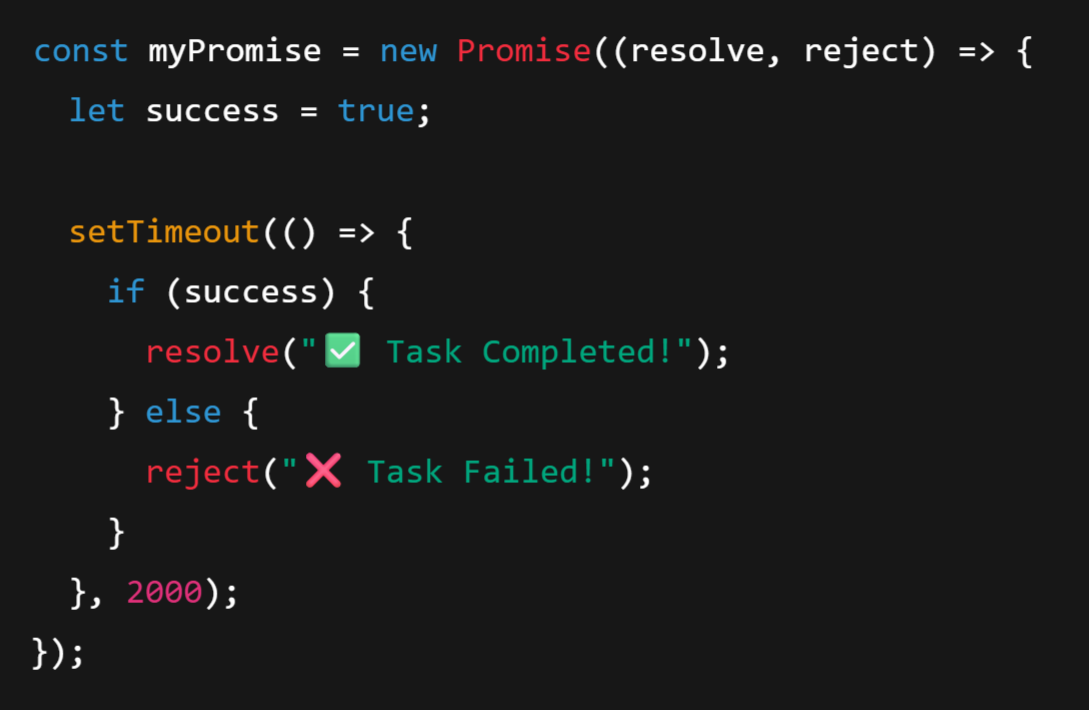 const myPromise = new Promise((resolve, reject) => {
  let success = true;

  setTimeout(() => {
    if (success) {
      resolve("✅ Task Completed!");
    } else {
      reject("❌ Task Failed!");
    }
  }, 2000);
});